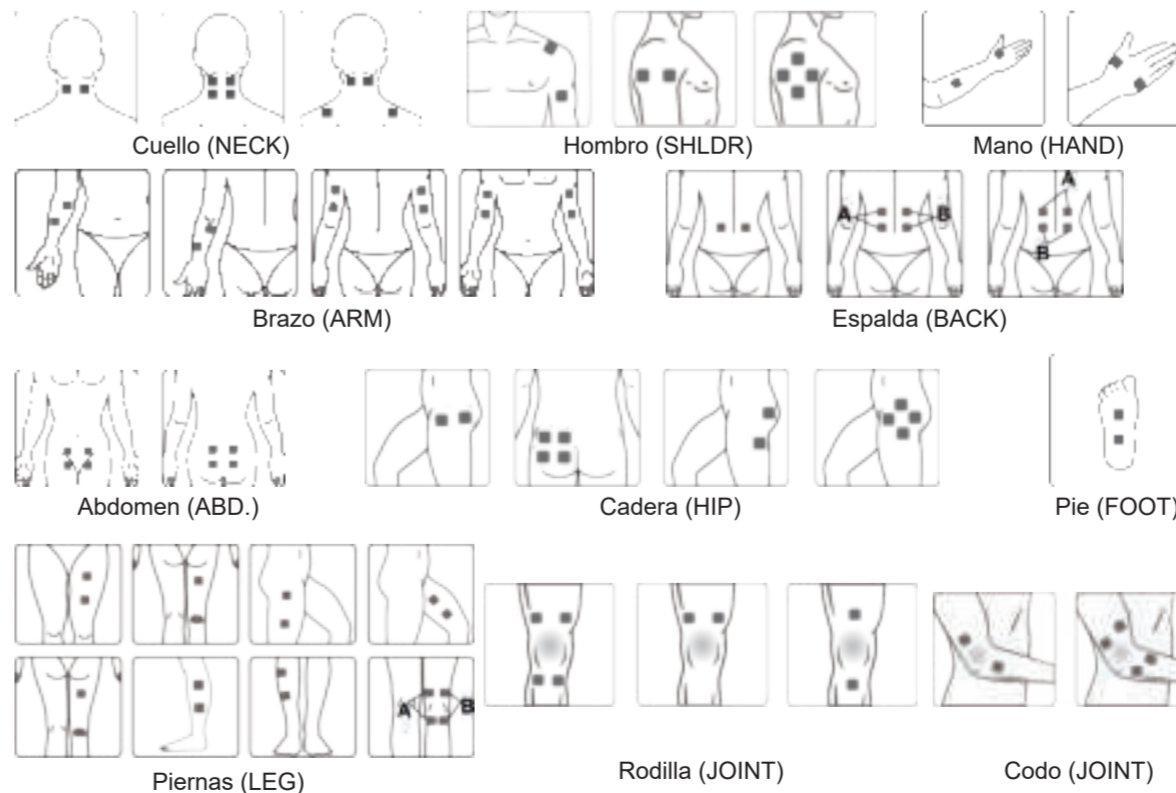 Cuello (NECK)
Hombro (SHLDR)
Mano (HAND)
A
A
B
B
Brazo (ARM)
Espalda (BACK)
Abdomen (ABD.)
Cadera (HIP)
Pie (FOOT)
A
B
Piernas (LEG)
Rodilla (JOINT)
Codo (JOINT)